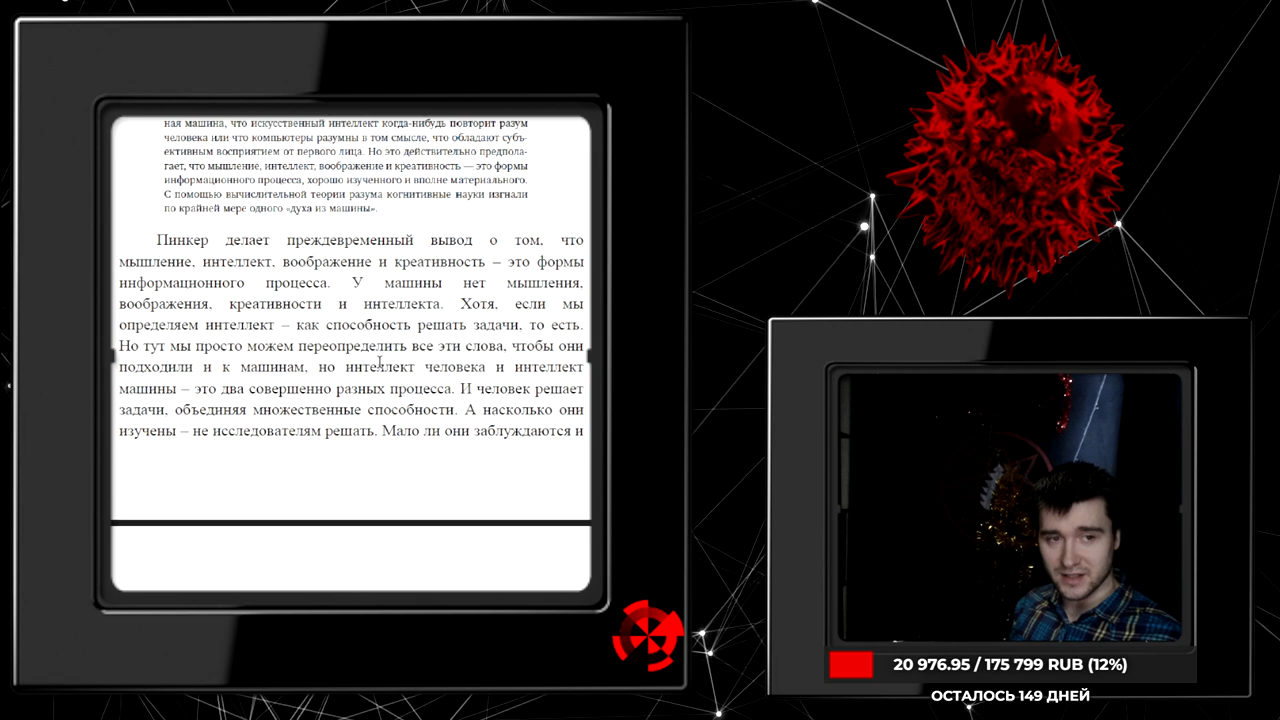 ная машина, что искусственный интеллект когда-нибудь повторит разум
человека или что компьютеры разумны в том смысле, что обладают субъ-
ективным восприятием от первого лица. Но это действительно предпола-
гает, что мышление, интеллект, воображение и креативность — это формы
информационного процесса, хорошо изученного и вполне материального.
С помощью вычислительной теории разума когнитивные науки изгнали
по крайней мере одного «духа из машины».
Пинкер делает преждевременный вывод о том, что
мышление, интеллект, воображение и креативность – это формы
информационного процесса. У машины нет мышления,
воображения, креативности и интеллекта. Хотя, если мы
определяем интеллект – как способность решать задачи, то есть.
Но тут мы просто можем переопределить все эти слова, чтобы они
подходили и к машинам, но интеллект человека и интеллект
машины – это два совершенно разных процесса. И человек решает
задачи, объединяя множественные способности. А насколько они
изучены – не исследователям решать. Мало ли они заблуждаются и
20 976.95 / 175 799 RUB (12%)
ОСТАЛОСЬ 149 ДНЕЙ